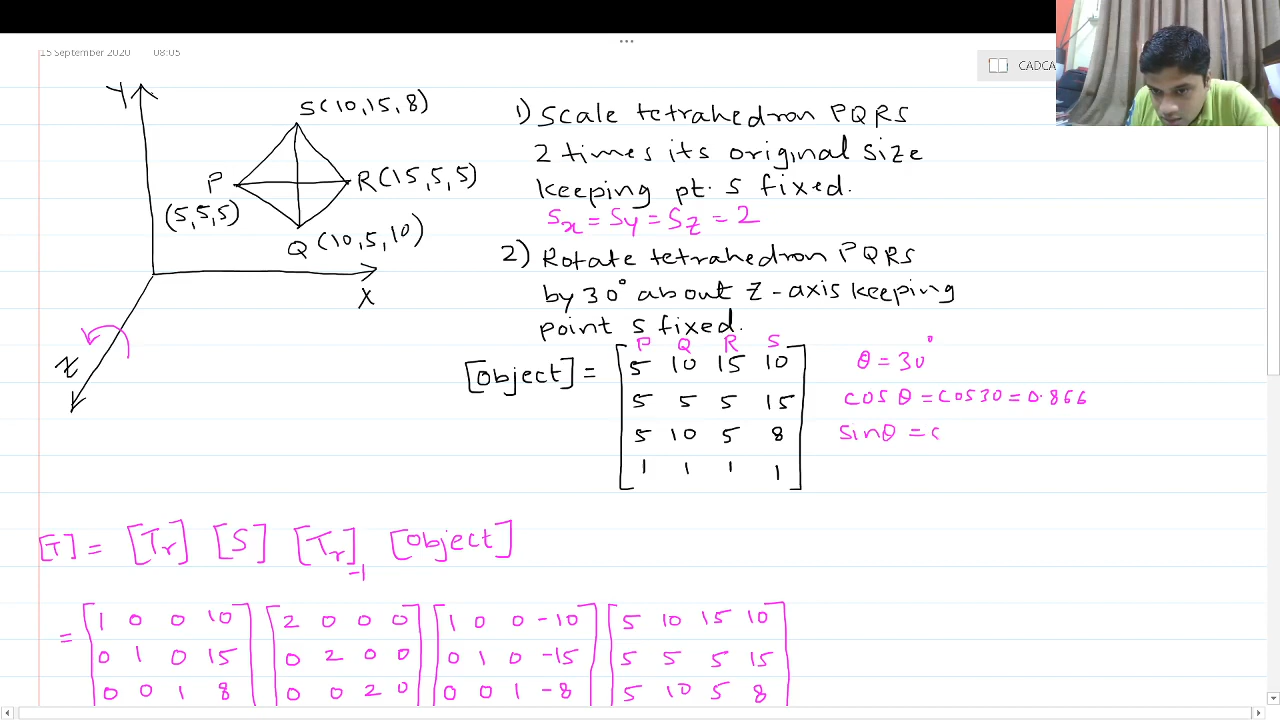 15 September 2020 08:05
CADCA
Y
S(10,15,8)
P
(5,5,5)
R(15,5,5)
Q(10,5,10)
X
Z
1) Scale tetrahedron PQRS
2 times its original size
keeping pt. S fixed.
Sx = Sy = Sz = 2
2) Rotate tetrahedron PQRS
by 30° about Z-axis keeping
point S fixed.
P Q R S
[Object] = [5 10 15 10
5 5 5 15
5 10 5 8
1 1 1 1]
θ = 30°
cos θ = cos30 = 0.866
sinθ = c
[T] = [Tr] [S] [Tr]-1 [Object]
= [1 0 0 10] [2 0 0 0] [1 0 0 -10] [5 10 15 10]
0 1 0 15 0 2 0 0 0 1 0 -15 5 5 5 15
0 0 1 8 0 0 2 0 0 0 1 -8 5 10 5 8